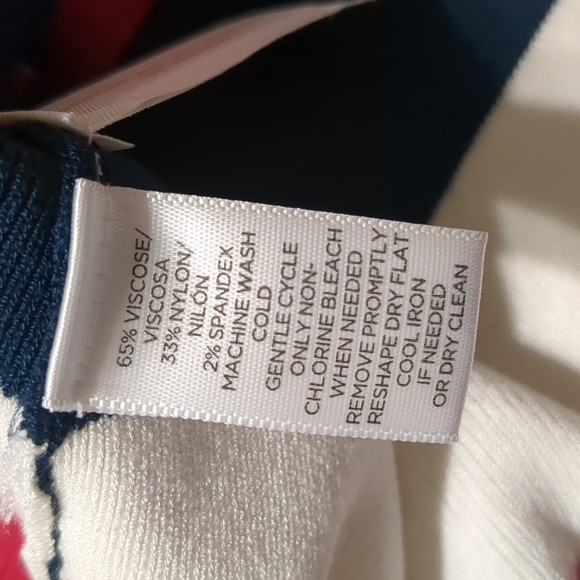 65% VISCOSE/
VISCOSA
33% NYLON/
NILÓN
2% SPANDEX
MACHINE WASH
COLD
GENTLE CYCLE
ONLY NON-
CHLORINE BLEACH
WHEN NEEDED
REMOVE PROMPTLY
RESHAPE DRY FLAT
COOL IRON
IF NEEDED
OR DRY CLEAN